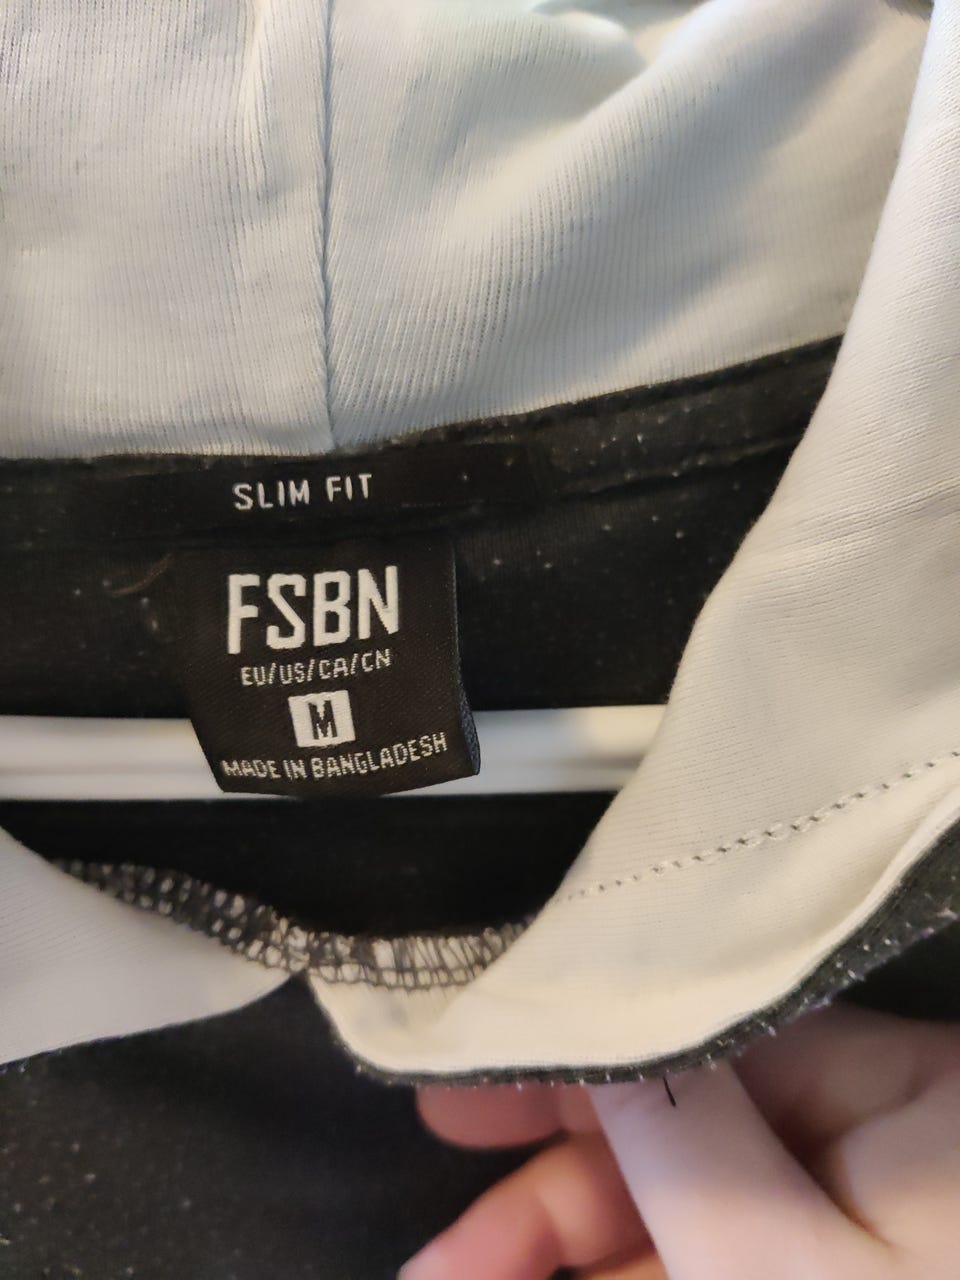 SLIM FIT
FSBN
EU/US/CA/CN
M
MADE IN BANGLADESH